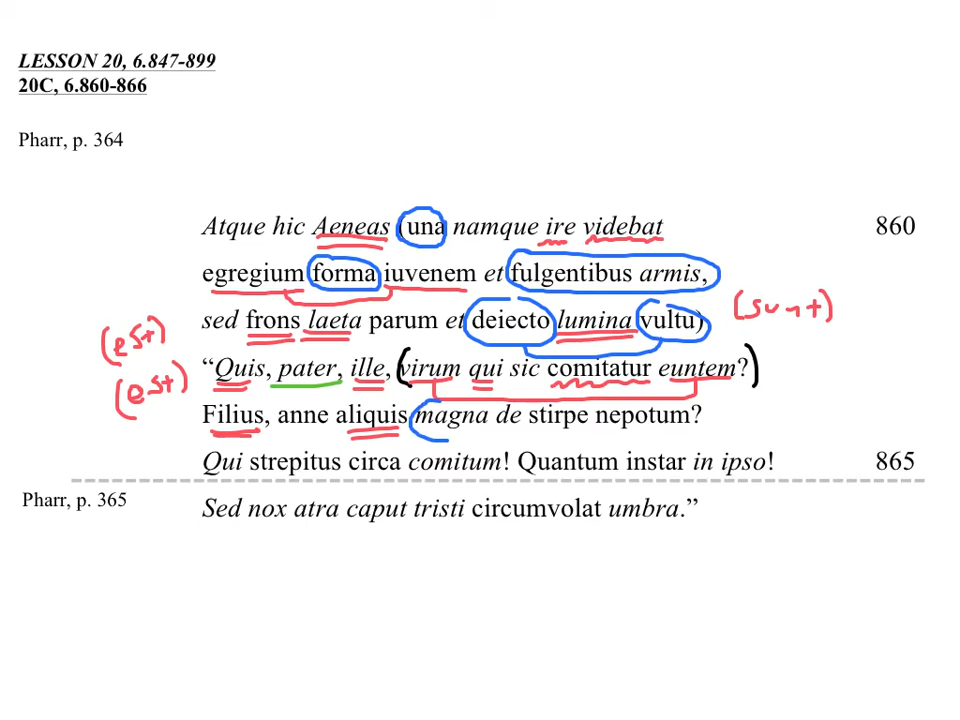 LESSON 20, 6.847-899
20C, 6.860-866
Pharr, p. 364
Atque hic Aeneas (una namque ire videbat 860
egregium forma iuvenem et fulgentibus armis,
sed frons laeta parum et deiecto lumina vultu) (sunt)
(est)
“Quis, pater, ille, (virum qui sic comitatur euntem?)
(est)
Filius, anne aliquis magna de stirpe nepotum?
Qui strepitus circa comitum! Quantum instar in ipso! 865
Pharr, p. 365
Sed nox atra caput tristi circumvolat umbra.”